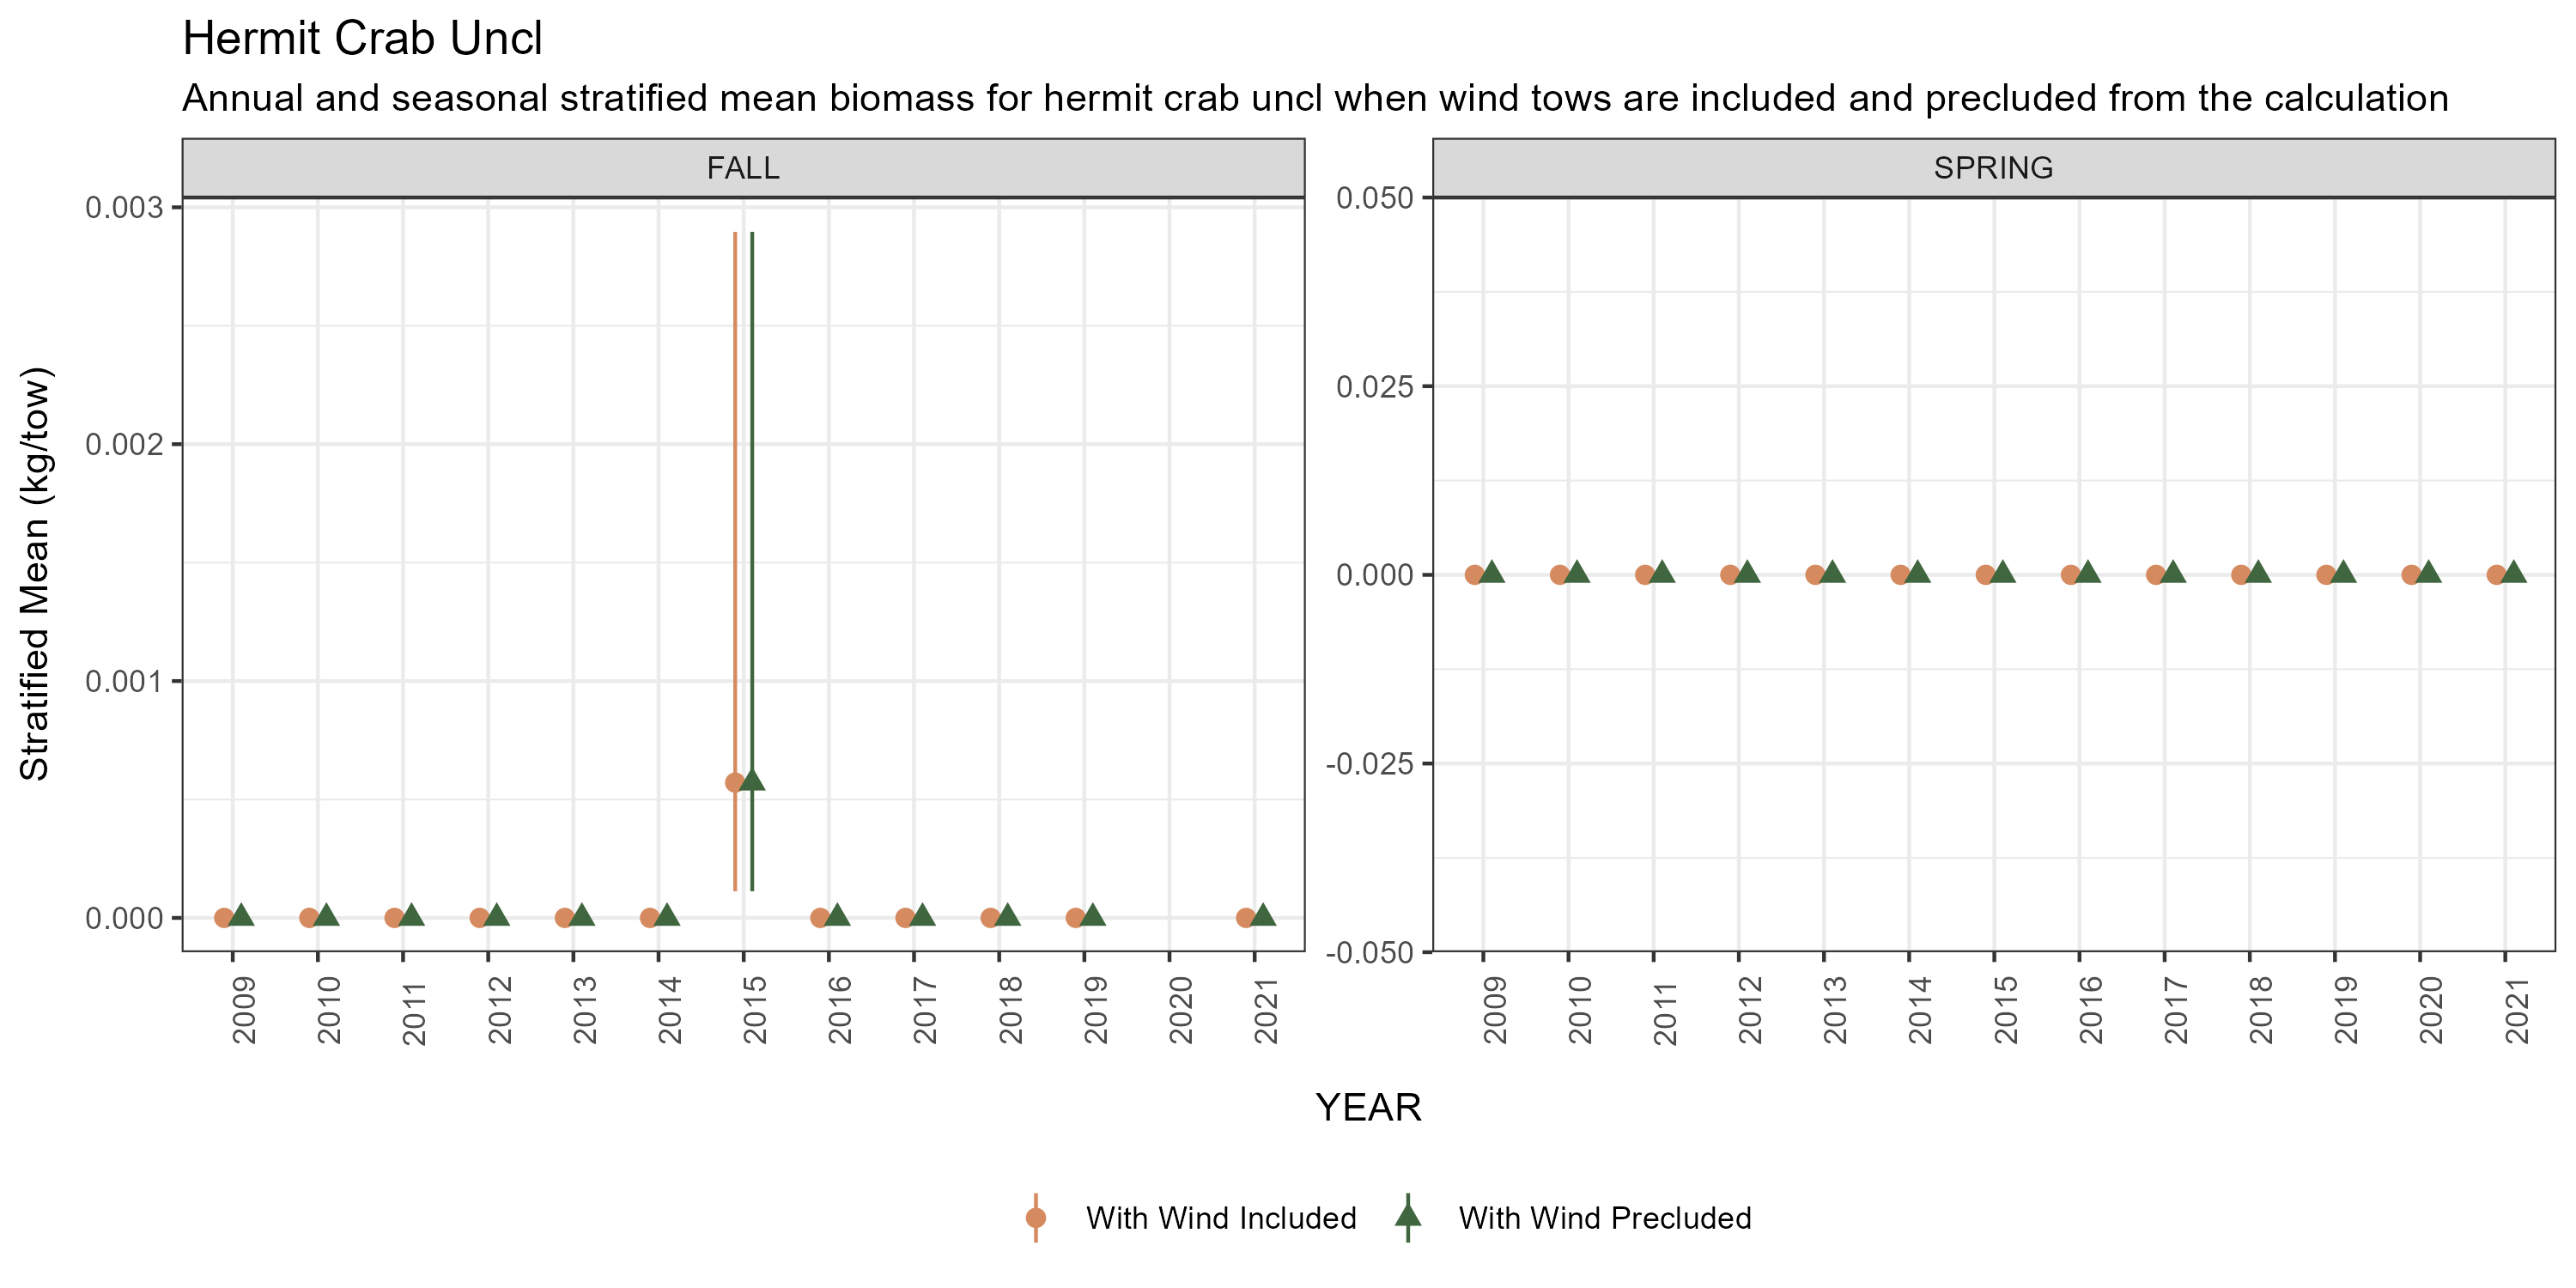 Hermit Crab Uncl
Annual and seasonal stratified mean biomass for hermit crab uncl when wind tows are included and precluded from the calculation
FALL
SPRING
Stratified Mean (kg/tow)
0.003
0.002
0.001
0.000
0.050
0.025
0.000
-0.025
-0.050
2009 2010 2011 2012 2013 2014 2015 2016 2017 2018 2019 2020 2021
2009 2010 2011 2012 2013 2014 2015 2016 2017 2018 2019 2020 2021
YEAR
With Wind Included With Wind Precluded